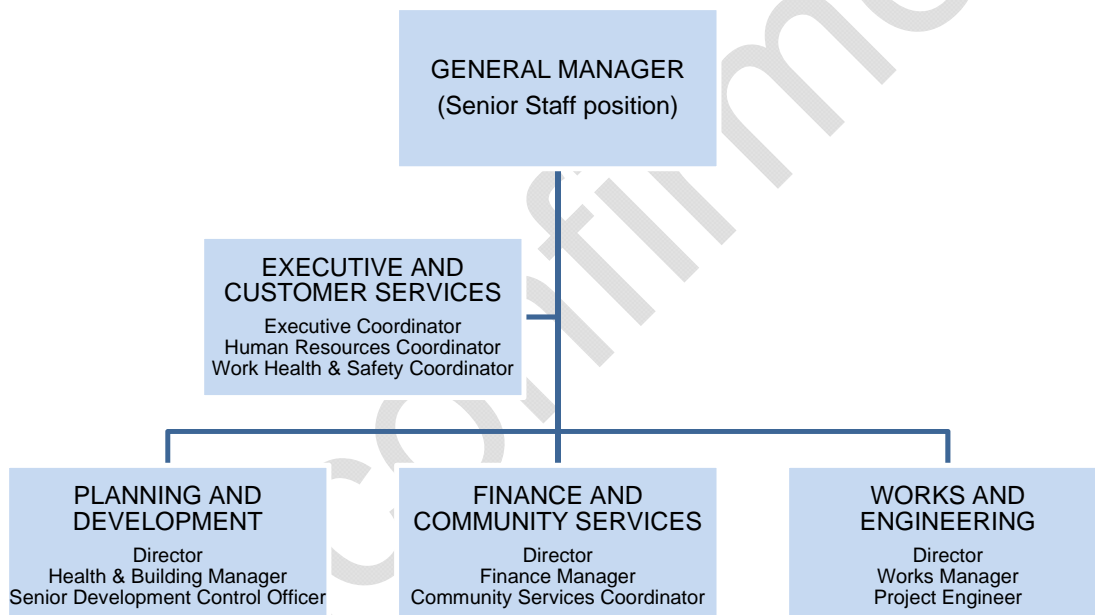 GENERAL MANAGER
(Senior Staff position)
EXECUTIVE AND
CUSTOMER SERVICES
Executive Coordinator
Human Resources Coordinator
Work Health & Safety Coordinator
PLANNING AND
DEVELOPMENT
Director
Health & Building Manager
Senior Development Control Officer
FINANCE AND
COMMUNITY SERVICES
Director
Finance Manager
Community Services Coordinator
WORKS AND
ENGINEERING
Director
Works Manager
Project Engineer